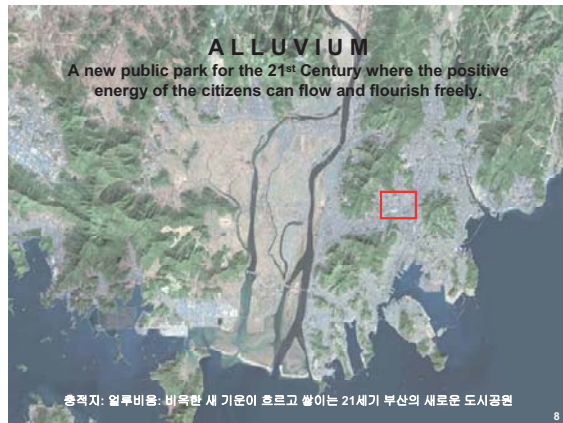 ALLUVIUM
A new public park for the 21st Century where the positive
energy of the citizens can flow and flourish freely.
충적지: 얼루비움: 비옥한 새 기운이 흐르고 쌓이는 21세기 부산의 새로운 도시공원
8